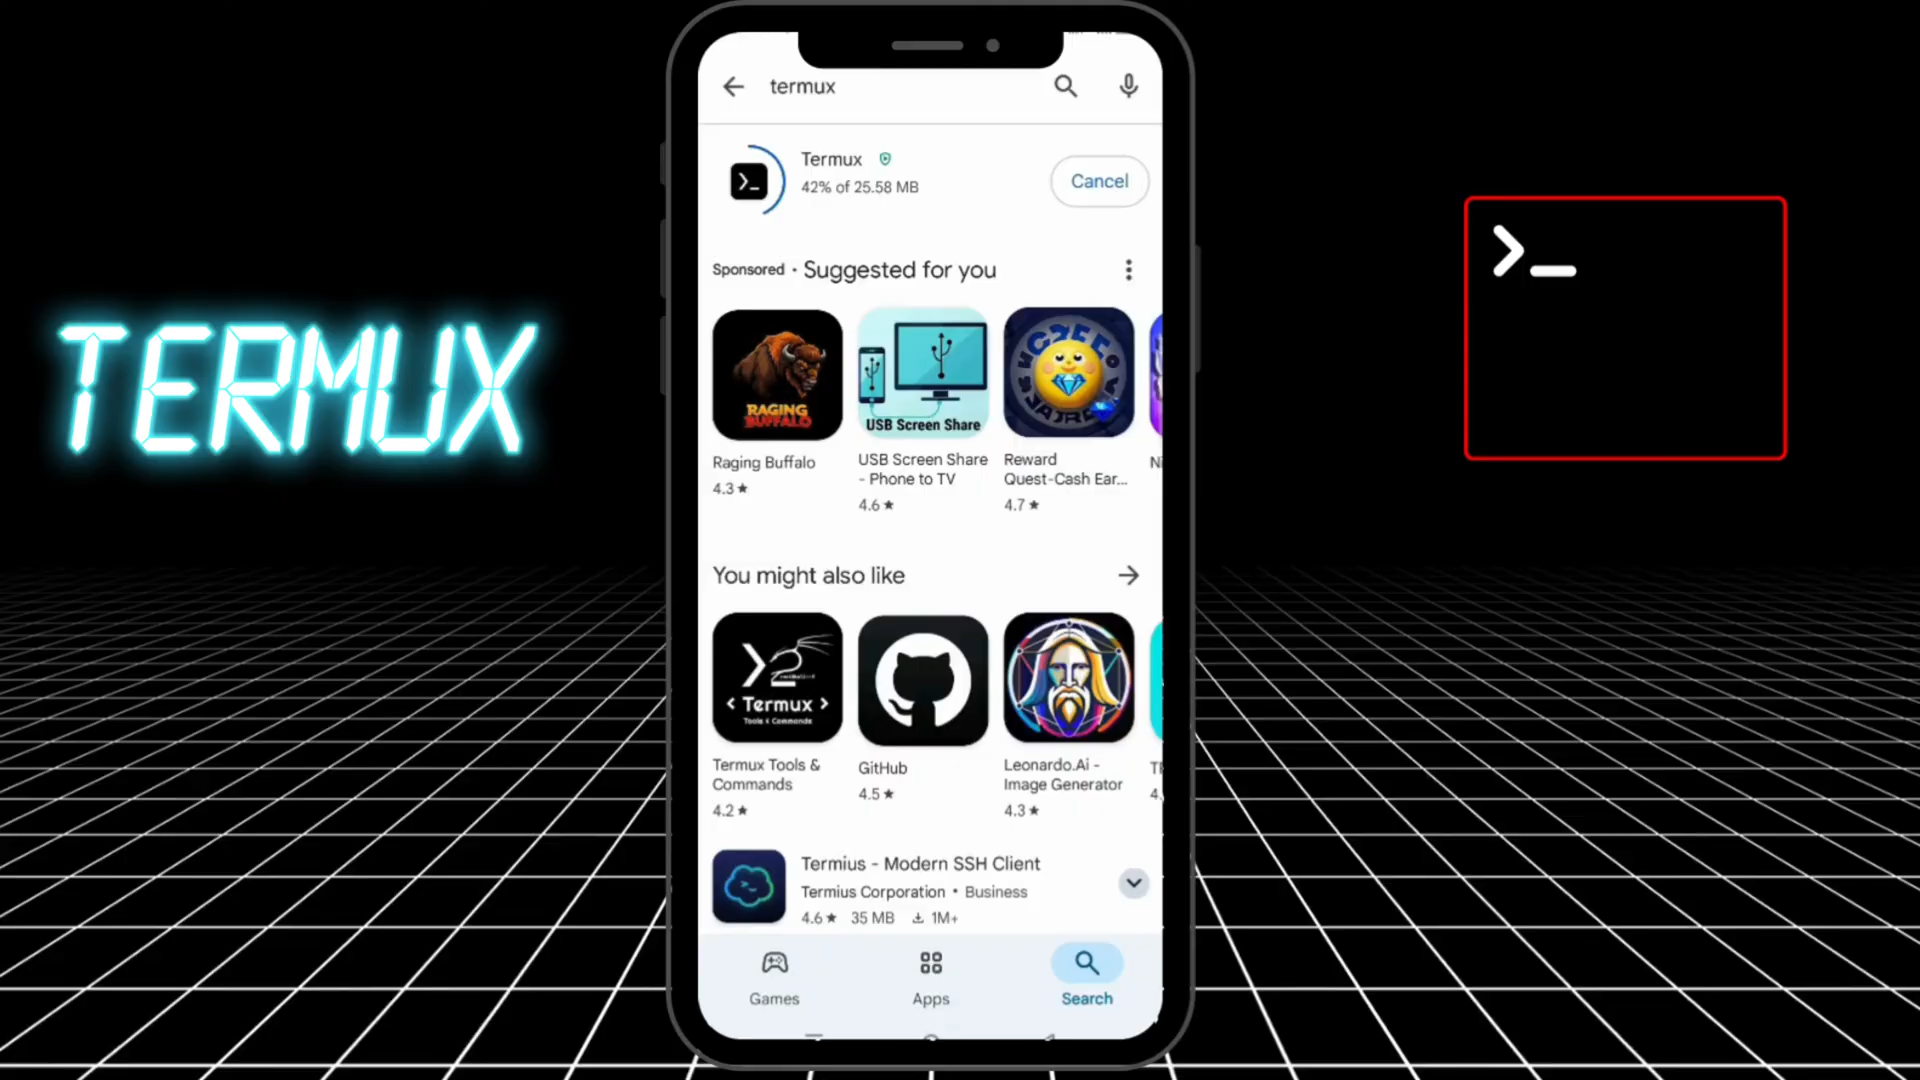 TERMUX
termux
Termux
42% of 25.58 MB
Cancel
Sponsored · Suggested for you
RAGING
BUFFALO
USB Screen Share
Raging Buffalo
4.3★
USB Screen Share
- Phone to TV
4.6★
Reward
Quest-Cash Ear...
4.7★
You might also like
< Termux >
Tools & Commands
Termux Tools &
Commands
4.2★
GitHub
4.5★
Leonardo.Ai -
Image Generator
4.3★
Termius - Modern SSH Client
Termius Corporation • Business
4.6★ 35 MB 1M+
Games
Apps
Search